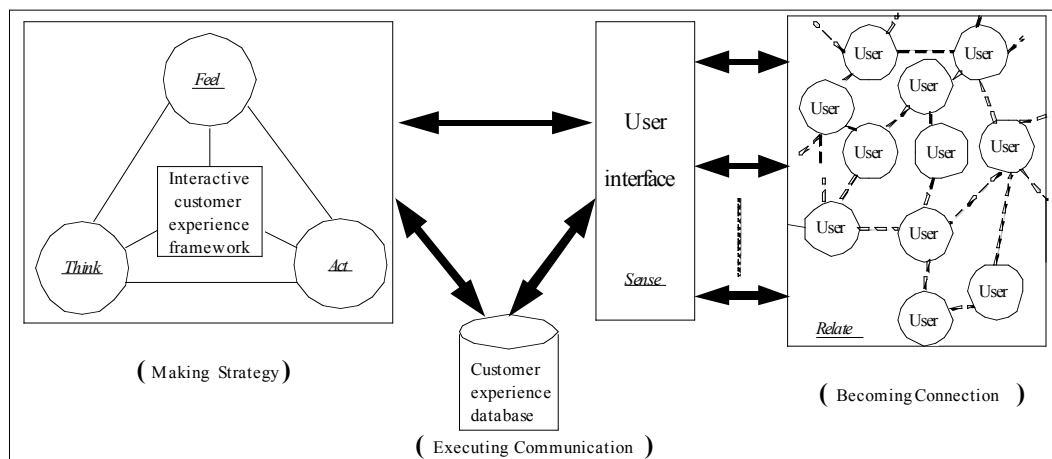 Feel
Interactive
customer
experience
framework
Think
Act
( Making Strategy )
User
interface
Sense
Customer
experience
database
( Executing Communication )
User
User
User
User
User
User
User
User
User
User
User
Relate
( Becoming Connection )